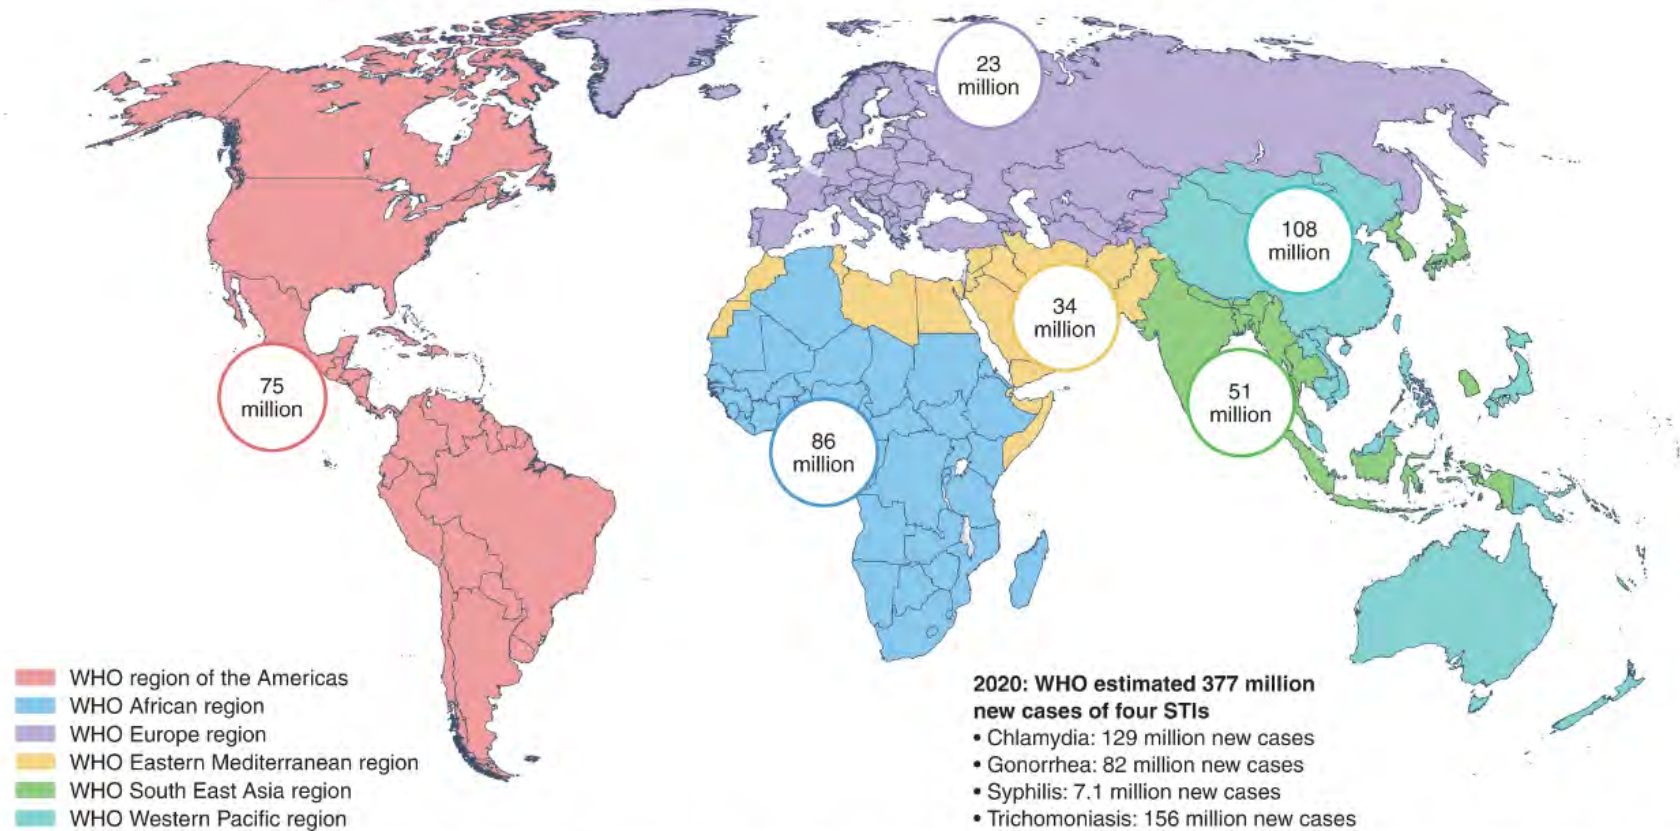 23
million
108
million
34
million
75
million
51
million
86
million
WHO region of the Americas
WHO African region
WHO Europe region
WHO Eastern Mediterranean region
WHO South East Asia region
WHO Western Pacific region
2020: WHO estimated 377 million
new cases of four STIs
• Chlamydia: 129 million new cases
• Gonorrhea: 82 million new cases
• Syphilis: 7.1 million new cases
• Trichomoniasis: 156 million new cases